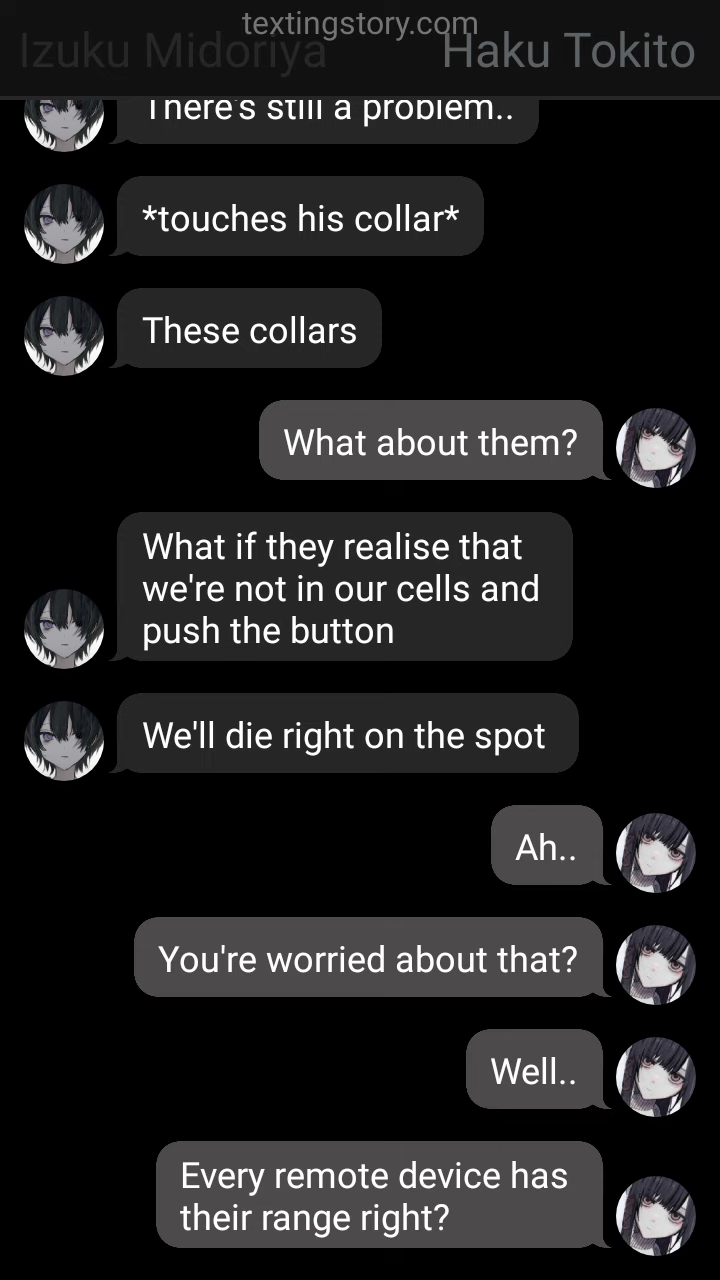 textingstory.com
Izuku Midoriya
Haku Tokito
There's still a problem..
*touches his collar*
These collars
What about them?
What if they realise that
we're not in our cells and
push the button
We'll die right on the spot
Ah..
You're worried about that?
Well..
Every remote device has
their range right?